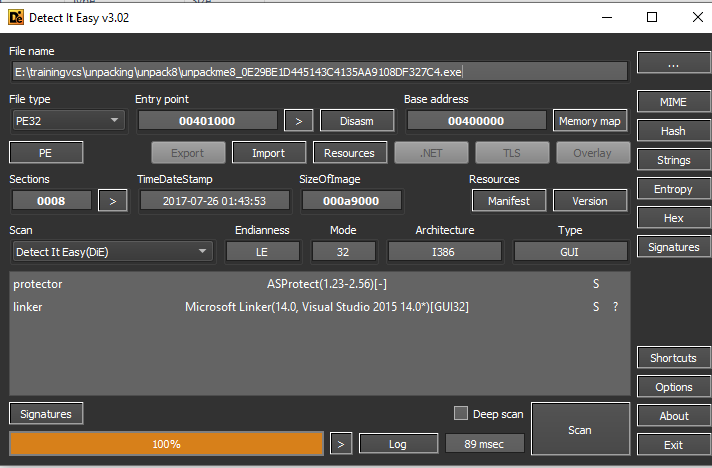 Detect It Easy v3.02
File name
E:\trainingvcs\unpacking\unpack8\unpackme8_0E29BE1D445143C4135AA9108DF327C4.exe
...
File type Entry point Base address
PE32 00401000 > Disasm 00400000 Memory map MIME
PE Export Import Resources .NET TLS Overlay Hash
Strings
Sections TimeDateStamp SizeOfImage Resources
0008 > 2017-07-26 01:43:53 000a9000 Manifest Version Entropy
Hex
Scan Endianness Mode Architecture Type
Detect It Easy(DiE) LE 32 I386 GUI Signatures
protector ASProtect(1.23-2.56)[-] S
linker Microsoft Linker(14.0, Visual Studio 2015 14.0*)[GUI32] S ?
Shortcuts
Options
Signatures Deep scan Scan About
100% > Log 89 msec Exit